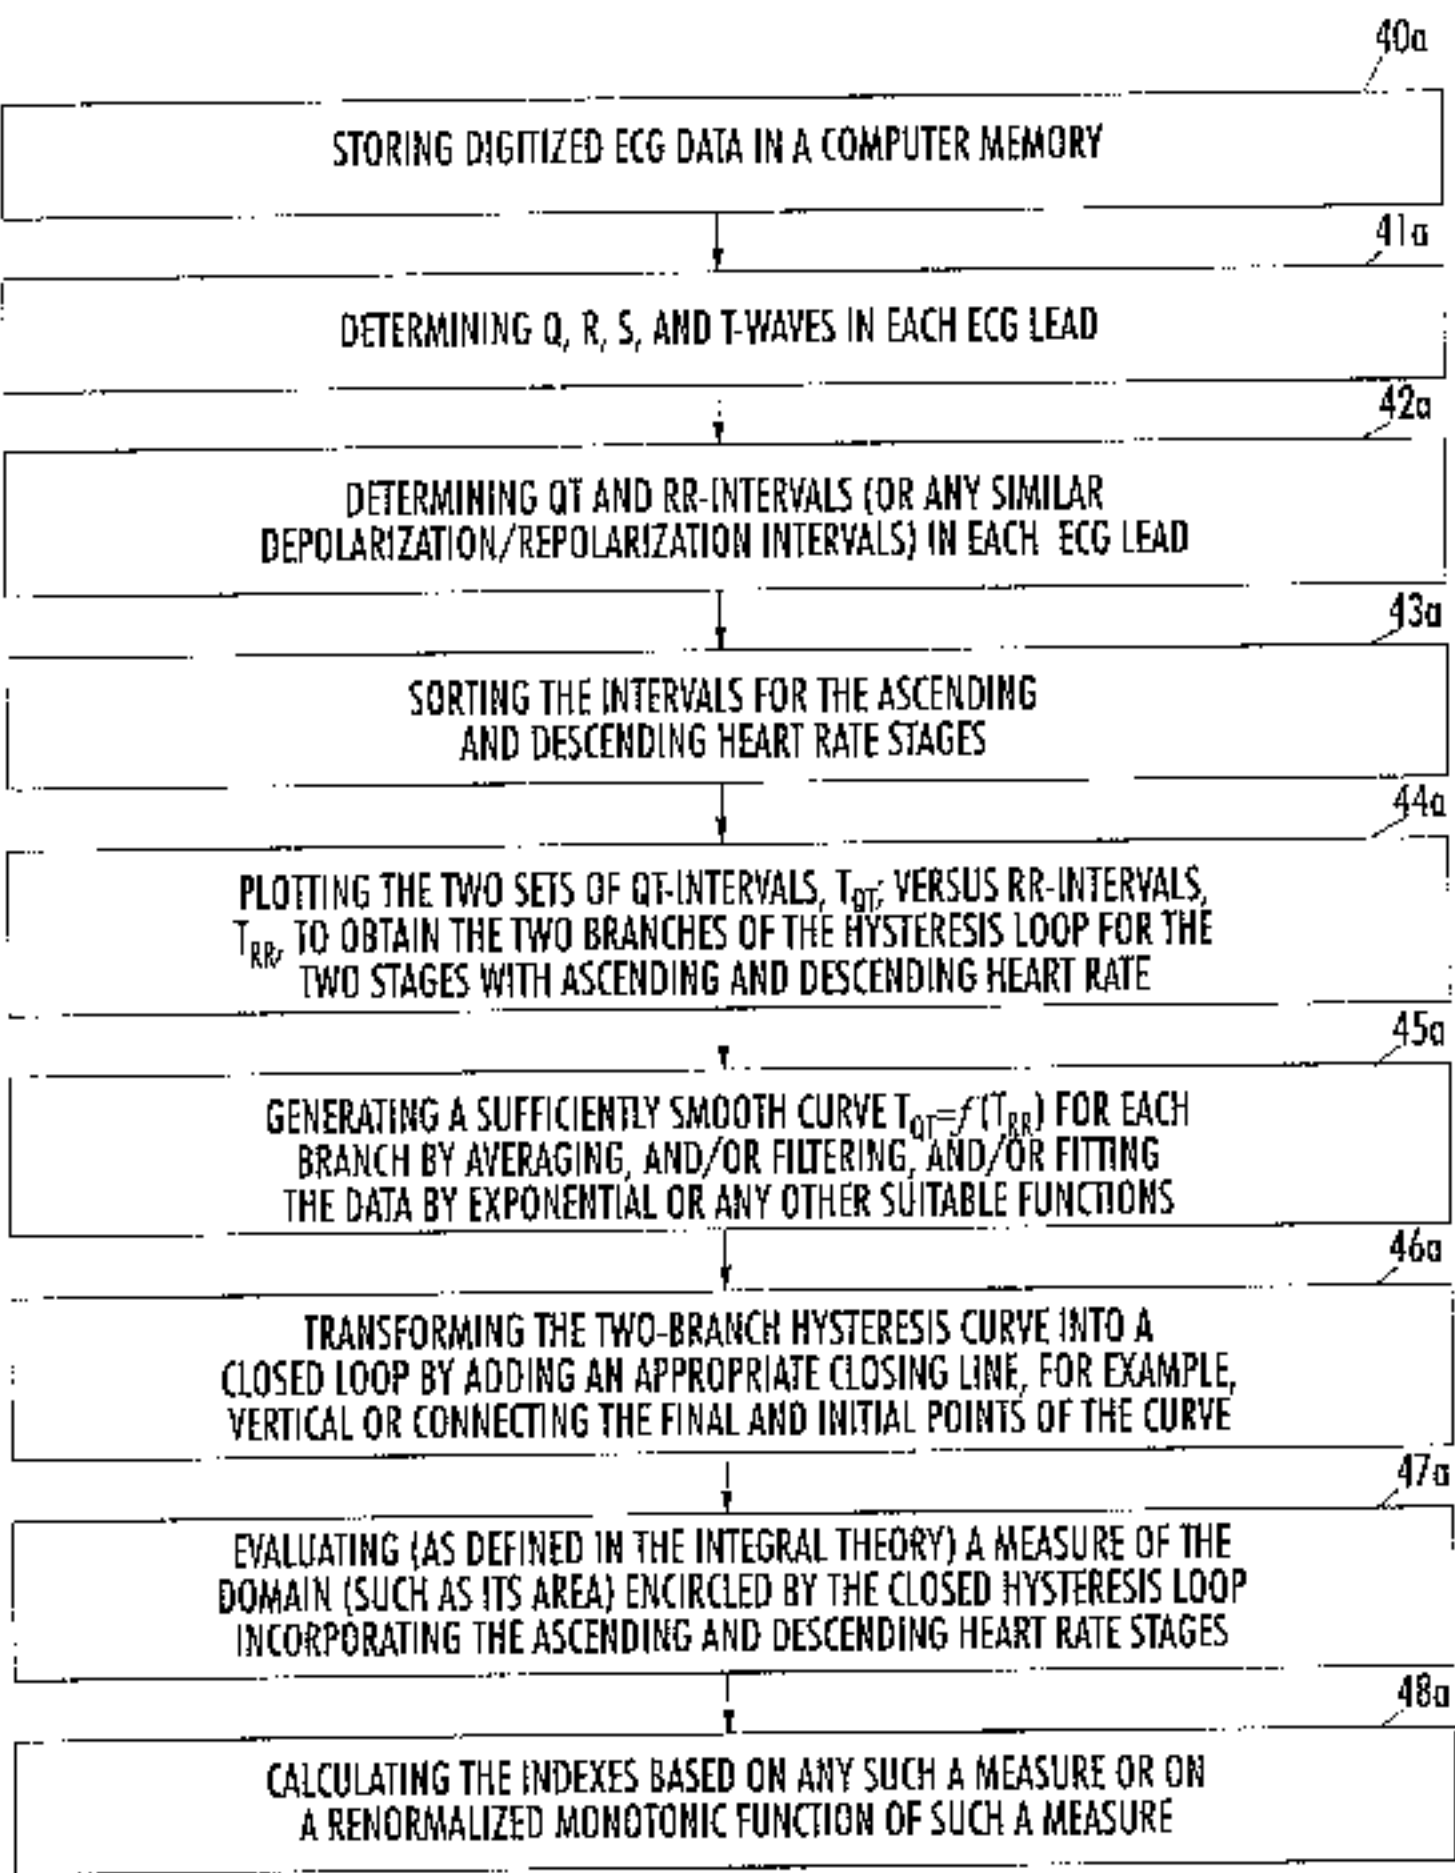 40a
STORING DIGITIZED ECG DATA IN A COMPUTER MEMORY
41a
DETERMINING Q, R, S, AND T-WAVES IN EACH ECG LEAD
42a
DETERMINING QT AND RR-INTERVALS (OR ANY SIMILAR
DEPOLARIZATION/REPOLARIZATION INTERVALS) IN EACH ECG LEAD
43a
SORTING THE INTERVALS FOR THE ASCENDING
AND DESCENDING HEART RATE STAGES
44a
PLOTTING THE TWO SETS OF QT-INTERVALS, T_QT, VERSUS RR-INTERVALS,
T_RR, TO OBTAIN THE TWO BRANCHES OF THE HYSTERESIS LOOP FOR THE
TWO STAGES WITH ASCENDING AND DESCENDING HEART RATE
45a
GENERATING A SUFFICIENTLY SMOOTH CURVE T_QT=f(T_RR) FOR EACH
BRANCH BY AVERAGING, AND/OR FILTERING, AND/OR FITTING
THE DATA BY EXPONENTIAL OR ANY OTHER SUITABLE FUNCTIONS
46a
TRANSFORMING THE TWO-BRANCH HYSTERESIS CURVE INTO A
CLOSED LOOP BY ADDING AN APPROPRIATE CLOSING LINE, FOR EXAMPLE,
VERTICAL OR CONNECTING THE FINAL AND INITIAL POINTS OF THE CURVE
47a
EVALUATING (AS DEFINED IN THE INTEGRAL THEORY) A MEASURE OF THE
DOMAIN (SUCH AS ITS AREA) ENCIRCLED BY THE CLOSED HYSTERESIS LOOP
INCORPORATING THE ASCENDING AND DESCENDING HEART RATE STAGES
48a
CALCULATING THE INDEXES BASED ON ANY SUCH A MEASURE OR ON
A RENORMALIZED MONOTONIC FUNCTION OF SUCH A MEASURE